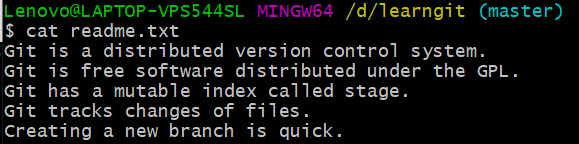 Lenovo@LAPTOP-VPS544SL MINGW64 /d/learngit (master)
$ cat readme.txt
Git is a distributed version control system.
Git is free software distributed under the GPL.
Git has a mutable index called stage.
Git tracks changes of files.
Creating a new branch is quick.